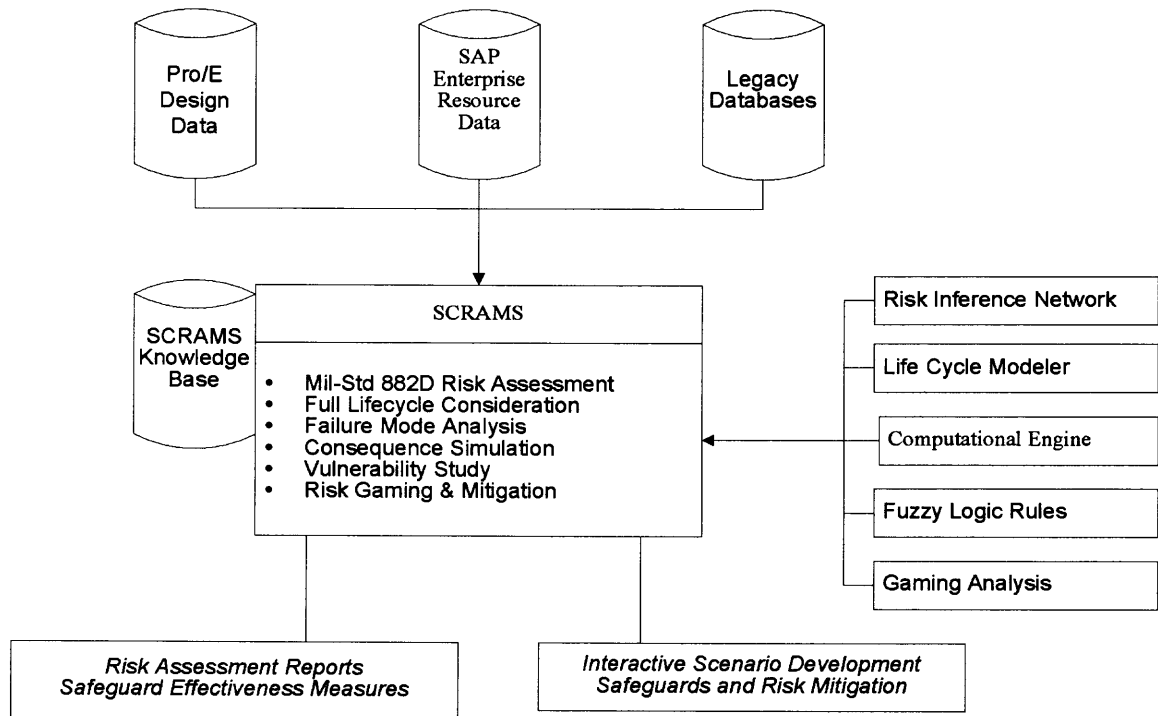 Pro/E
Design
Data
SAP
Enterprise
Resource
Data
Legacy
Databases
SCRAMS
Knowledge
Base
SCRAMS
• Mil-Std 882D Risk Assessment
• Full Lifecycle Consideration
• Failure Mode Analysis
• Consequence Simulation
• Vulnerability Study
• Risk Gaming & Mitigation
Risk Inference Network
Life Cycle Modeler
Computational Engine
Fuzzy Logic Rules
Gaming Analysis
Risk Assessment Reports
Safeguard Effectiveness Measures
Interactive Scenario Development
Safeguards and Risk Mitigation